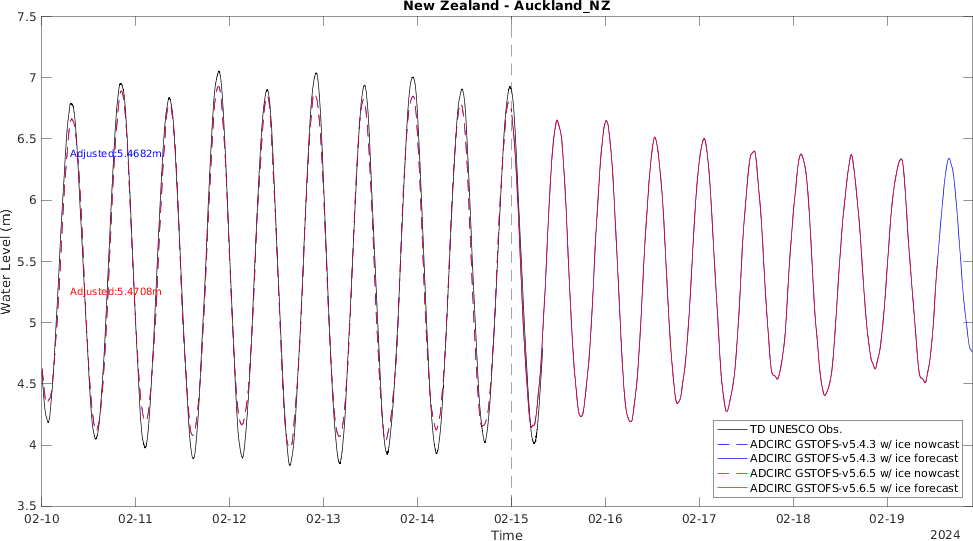 New Zealand - Auckland_NZ
7.5
7
6.5
6
5.5
5
4.5
4
3.5
Water Level (m)
Adjusted:5.4682m
Adjusted:5.4708m
TD UNESCO Obs.
ADCIRC GSTOFS-v5.4.3 w/ ice nowcast
ADCIRC GSTOFS-v5.4.3 w/ ice forecast
ADCIRC GSTOFS-v5.6.5 w/ ice nowcast
ADCIRC GSTOFS-v5.6.5 w/ ice forecast
02-10 02-11 02-12 02-13 02-14 02-15 02-16 02-17 02-18 02-19
Time
2024